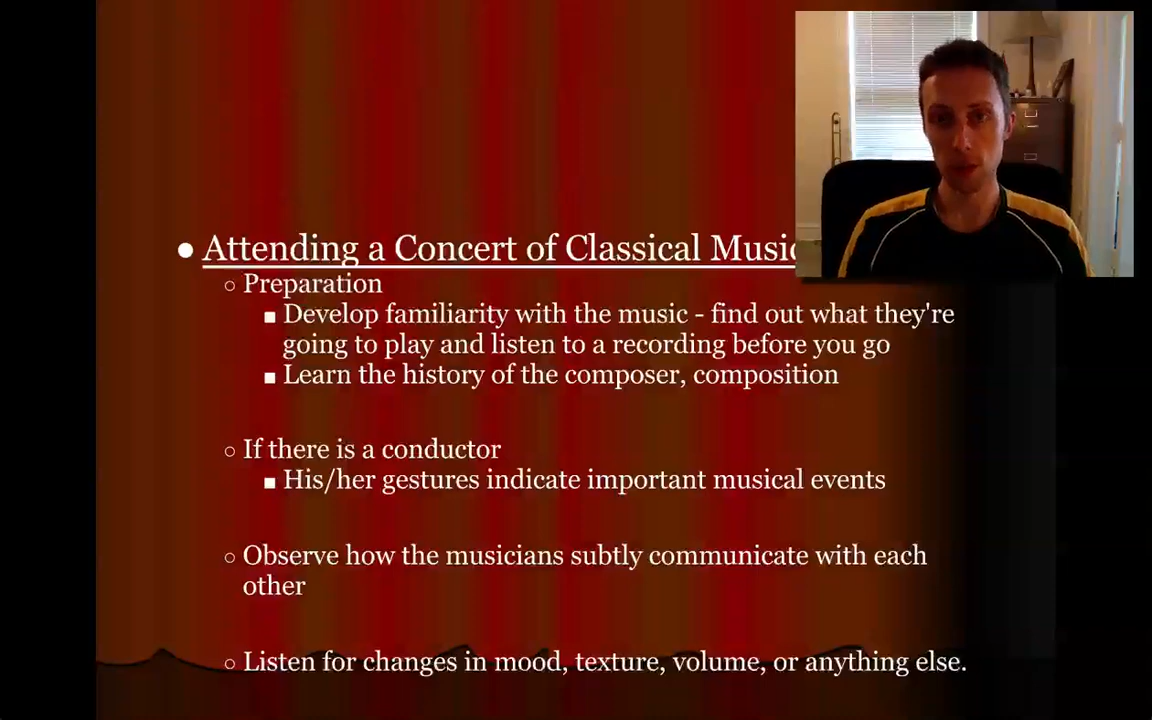 ● Attending a Concert of Classical Music
○ Preparation
■ Develop familiarity with the music - find out what they're
going to play and listen to a recording before you go
■ Learn the history of the composer, composition
○ If there is a conductor
■ His/her gestures indicate important musical events
○ Observe how the musicians subtly communicate with each
other
○ Listen for changes in mood, texture, volume, or anything else.